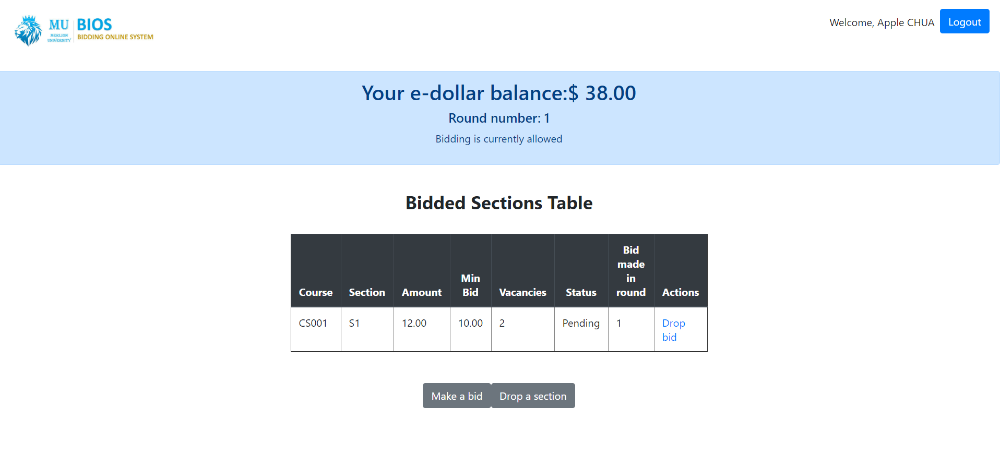 MU
MERLION
UNIVERSITY
BIOS
BIDDING ONLINE SYSTEM
Welcome, Apple CHUA
Logout
Your e-dollar balance:$ 38.00
Round number: 1
Bidding is currently allowed
Bidded Sections Table
Course Section Amount Min Bid Vacancies Status Bid made in round Actions
CS001 S1 12.00 10.00 2 Pending 1 Drop bid
Make a bid
Drop a section